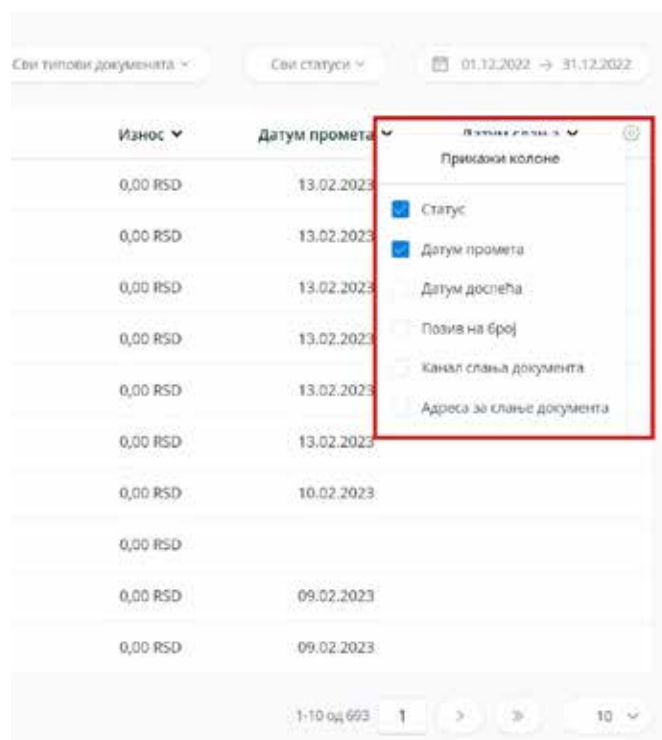 Сви типови документа
Сви статуси
01.12.2022 → 31.12.2022
Износ
Датум промета
Датум слања
Прикажи колоне
0,00 RSD 13.02.2023
Статус
0,00 RSD 13.02.2023
Датум промета
0,00 RSD 13.02.2023
Датум доспећа
0,00 RSD 13.02.2023
Позив на број
Канал слања документа
0,00 RSD 13.02.2023
Адреса за слање документа
0,00 RSD 13.02.2023
0,00 RSD 10.02.2023
0,00 RSD
0,00 RSD 09.02.2023
0,00 RSD 09.02.2023
1-10 од 693 1 > » 10